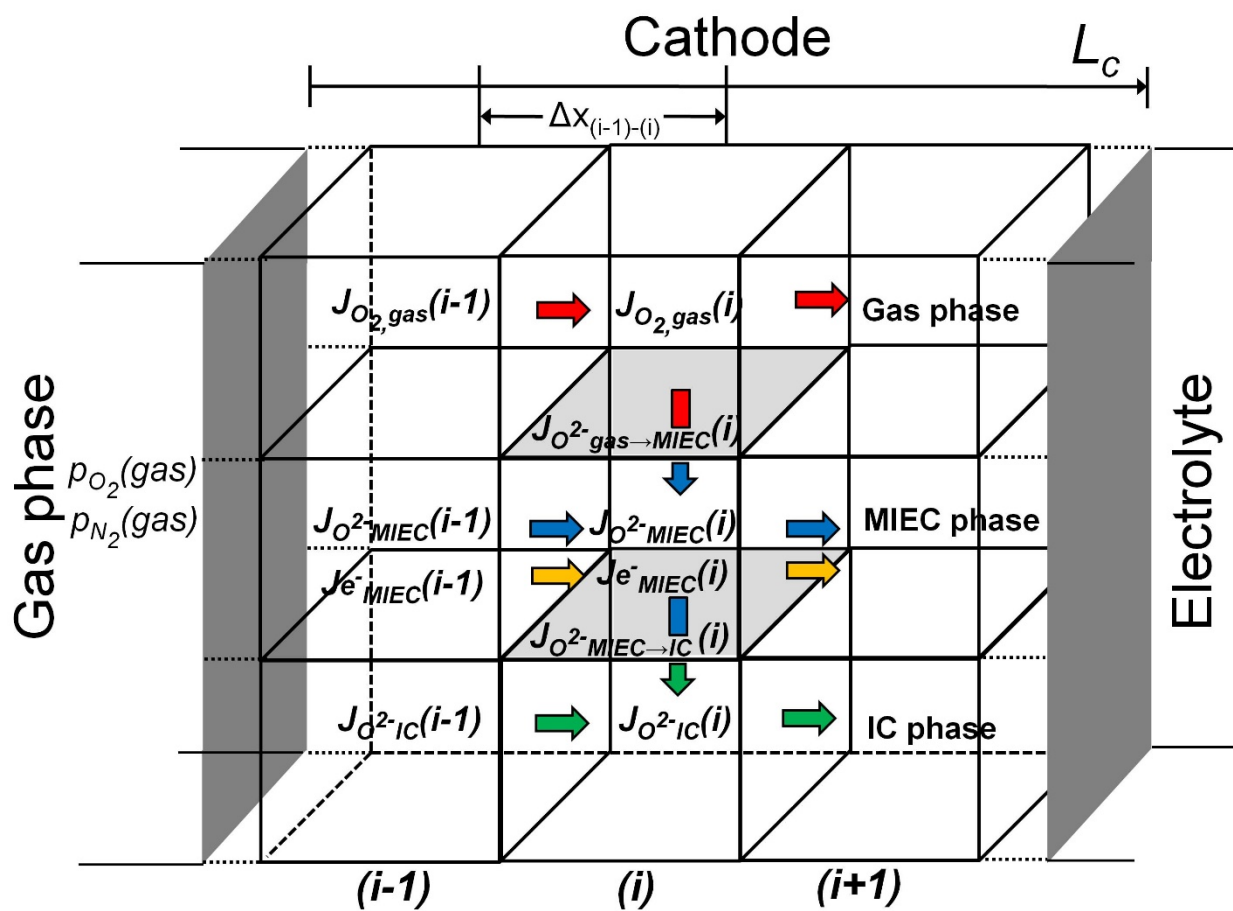 Cathode
L_C
Δx_(i-1)-(i)
J_O₂,gas(i-1)
J_O₂,gas(i)
Gas phase
J_O²⁻gas→MIEC(i)
Gas phase
p_O₂(gas)
p_N₂(gas)
J_O²⁻MIEC(i-1)
J_O²⁻MIEC(i)
MIEC phase
Je⁻MIEC(i-1)
Je⁻MIEC(i)
J_O²⁻MIEC→IC(i)
Electrolyte
J_O²⁻IC(i-1)
J_O²⁻IC(i)
IC phase
(i-1)
(i)
(i+1)